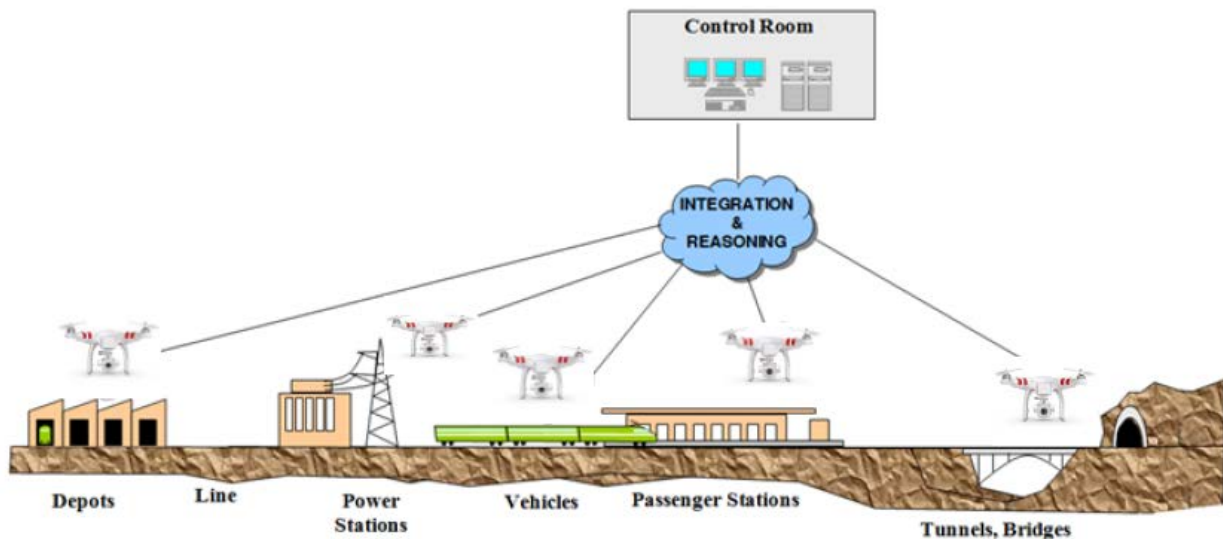 Control Room
INTEGRATION
&
REASONING
Depots
Line
Power
Stations
Vehicles
Passenger Stations
Tunnels, Bridges